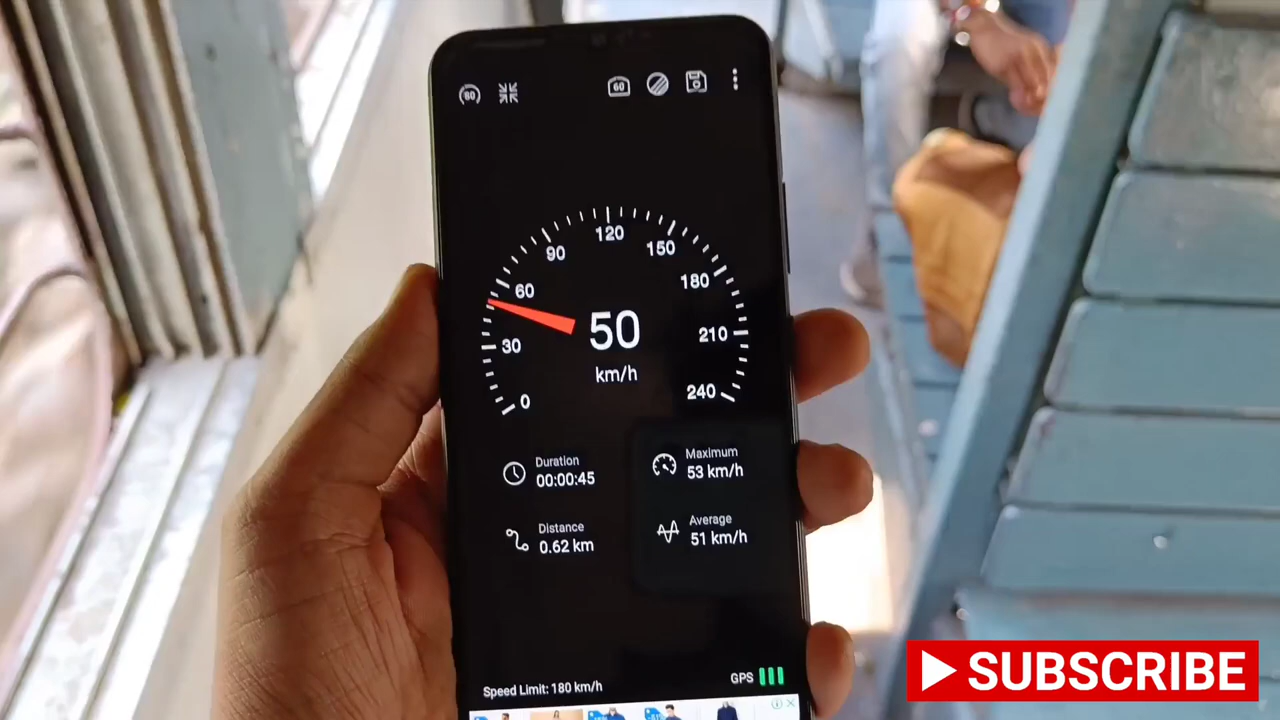 80
60
120
90
150
60
180
50
30
210
km/h
0
240
Duration
00:00:45
Maximum
53 km/h
Distance
0.62 km
Average
51 km/h
Speed Limit: 180 km/h
GPS
SUBSCRIBE